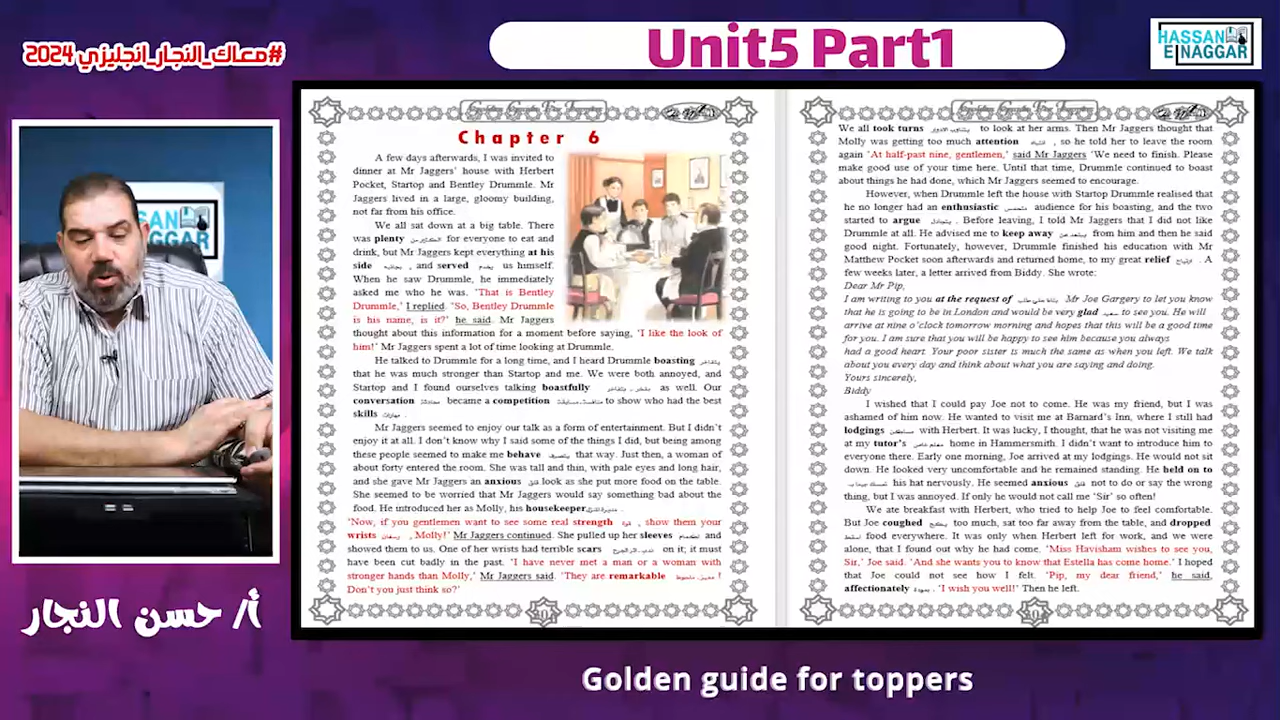 #معاك_النجار_انجليزي 2024
Unit5 Part1
HASSAN
ELNAGGAR
Chapter 6
A few days afterwards, I was invited to
dinner at Mr Jaggers' house with Herbert
Pocket, Startop and Bentley Drummle. Mr
Jaggers lived in a large, gloomy building,
not far from his office.
We all sat down at a big table. There
was plenty الكثير من for everyone to eat and
drink, but Mr Jaggers kept everything at his
side بجانبه , and served يخدم us himself.
When he saw Drummle, he immediately
asked me who he was. 'That is Bentley
Drummle,' I replied. 'So, Bentley Drummle
is his name, is it?' he said. Mr Jaggers
thought about this information for a moment before saying, 'I like the look of
him!' Mr Jaggers spent a lot of time looking at Drummle.
He talked to Drummle for a long time, and I heard Drummle boasting يتفاخر
that he was much stronger than Startop and me. We were both annoyed, and
Startop and I found ourselves talking boastfully بفخر ـ بتفاخر as well. Our
conversation محادثة became a competition منافسة ـ مسابقة to show who had the best
skills مهارات .
Mr Jaggers seemed to enjoy our talk as a form of entertainment. But I didn't
enjoy it at all. I don't know why I said some of the things I did, but being among
these people seemed to make me behave يتصرف that way. Just then, a woman of
about forty entered the room. She was tall and thin, with pale eyes and long hair,
and she gave Mr Jaggers an anxious قلق look as she put more food on the table.
She seemed to be worried that Mr Jaggers would say something bad about the
food. He introduced her as Molly, his housekeeper مدبرة المنزل.
'Now, if you gentlemen want to see some real strength قوة , show them your
wrists رسغان , Molly!' Mr Jaggers continued. She pulled up her sleeves أكمام and
showed them to us. One of her wrists had terrible scars on it; it must
have been cut badly in the past. 'I have never met a man or a woman with
stronger hands than Molly,' Mr Jaggers said. 'They are remarkable مميز ـ ملحوظ !
Don't you just think so?'
We all took turns يتناوب الأدوار to look at her arms. Then Mr Jaggers thought that
Molly was getting too much attention انتباه , so he told her to leave the room
again 'At half-past nine, gentlemen,' said Mr Jaggers 'We need to finish. Please
make good use of your time here. Until that time, Drummle continued to boast
about things he had done, which Mr Jaggers seemed to encourage.
However, when Drummle left the house with Startop Drummle realised that
he no longer had an enthusiastic متحمس audience for his boasting, and the two
started to argue يتجادل . Before leaving, I told Mr Jaggers that I did not like
Drummle at all. He advised me to keep away يبتعد عن from him and then he said
good night. Fortunately, however, Drummle finished his education with Mr
Matthew Pocket soon afterwards and returned home, to my great relief ارتياح . A
few weeks later, a letter arrived from Biddy. She wrote:
Dear Mr Pip,
I am writing to you at the request of بناءا على طلب Mr Joe Gargery to let you know
that he is going to be in London and would be very glad سعيد to see you. He will
arrive at nine o'clock tomorrow morning and hopes that this will be a good time
for you. I am sure that you will be happy to see him because you always
had a good heart. Your poor sister is much the same as when you left. We talk
about you every day and think about what you are saying and doing.
Yours sincerely,
Biddy
I wished that I could pay Joe not to come. He was my friend, but I was
ashamed of him now. He wanted to visit me at Barnard's Inn, where I still had
lodgings مسكن with Herbert. It was lucky, I thought, that he was not visiting me
at my tutor's معلم خاص home in Hammersmith. I didn't want to introduce him to
everyone there. Early one morning, Joe arrived at my lodgings. He would not sit
down. He looked very uncomfortable and he remained standing. He held on to
his hat nervously. He seemed anxious قلق not to do or say the wrong
thing, but I was annoyed. If only he would not call me 'Sir' so often!
We ate breakfast with Herbert, who tried to help Joe to feel comfortable.
But Joe coughed يكح too much, sat too far away from the table, and dropped
اسقط food everywhere. It was only when Herbert left for work, and we were
alone, that I found out why he had come. 'Miss Havisham wishes to see you,
Sir,' Joe said. 'And she wants you to know that Estella has come home.' I hoped
that Joe could not see how I felt. 'Pip, my dear friend,' he said,
affectionately بمودة . 'I wish you well!' Then he left.
أ/ حسن النجار
Golden guide for toppers